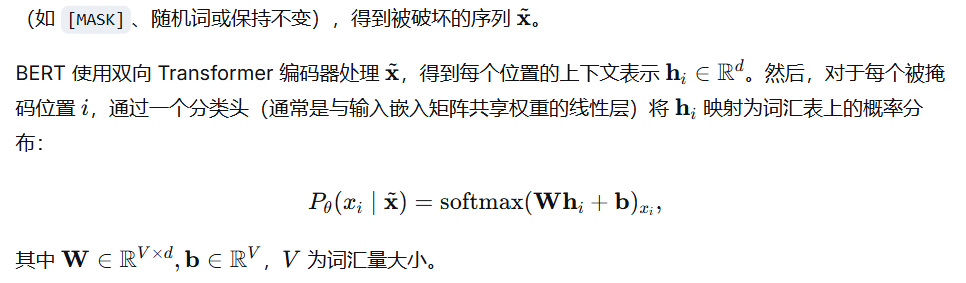 （如 [MASK]、随机词或保持不变），得到被破坏的序列 x̃。
BERT 使用双向 Transformer 编码器处理 x̃，得到每个位置的上下文表示 hᵢ ∈ ℝᵈ。然后，对于每个被掩
码位置 i，通过一个分类头（通常是与输入嵌入矩阵共享权重的线性层）将 hᵢ 映射为词汇表上的概率分
布：
P_θ(x_i | x̃) = softmax(Wh_i + b)_{x_i},
其中 W ∈ ℝ^{V×d}, b ∈ ℝ^V，V 为词汇量大小。